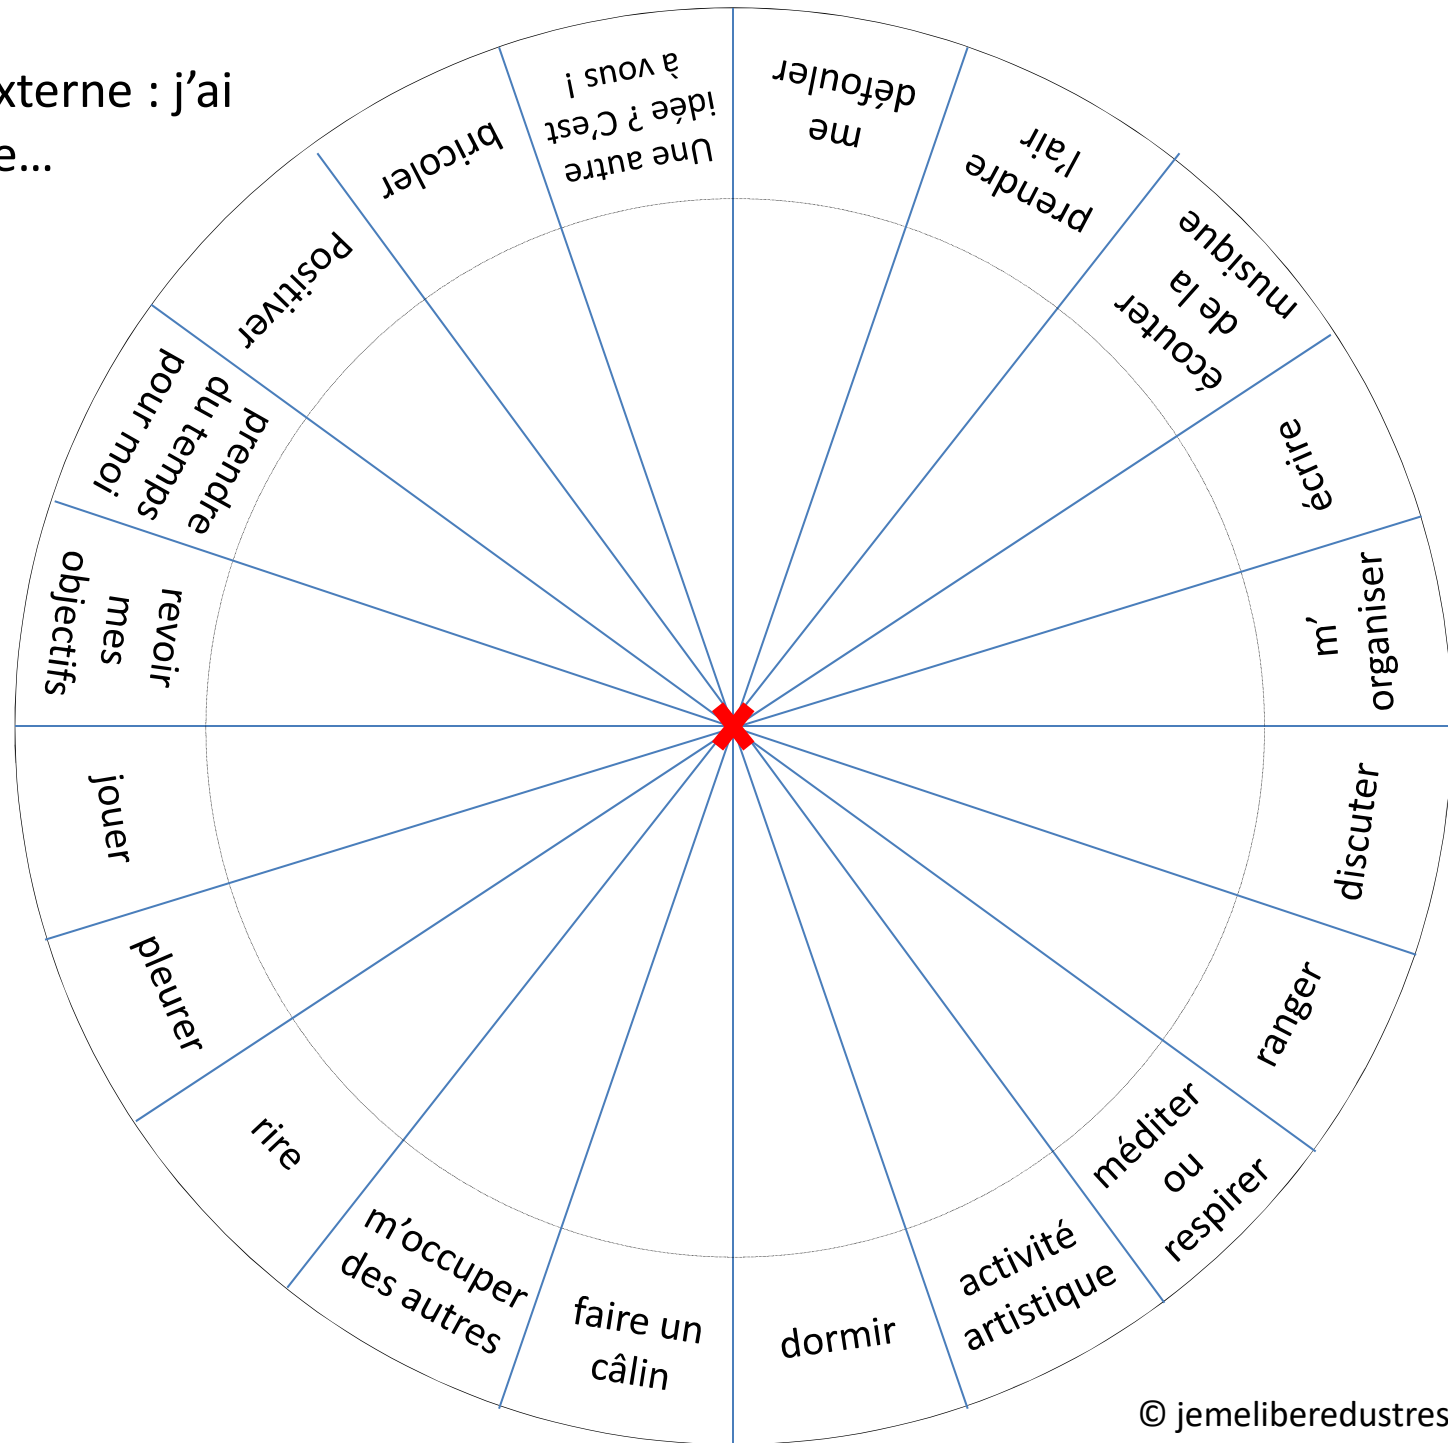 xterne : j’ai
e...
me
défouler
prendre
l’air
écouter
de la
musique
écrire
m’
organiser
discuter
ranger
méditer
ou
respirer
activité
artistique
dormir
faire un
câlin
m’occuper
des autres
rire
pleurer
jouer
revoir
mes
objectifs
prendre
du temps
pour moi
Positiver
bricoler
Une autre
idée ? C’est
à vous !
© jemeliberedustres